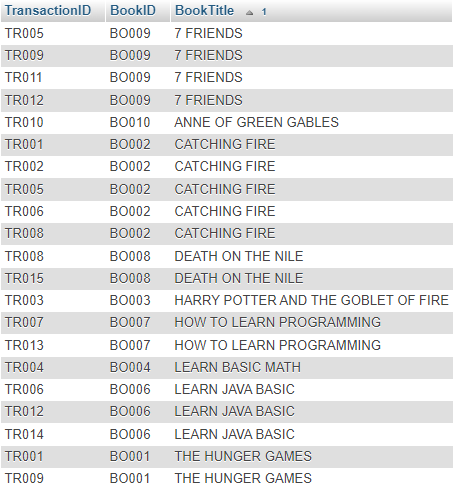 TransactionID BookID BookTitle 1
TR005 BO009 7 FRIENDS
TR009 BO009 7 FRIENDS
TR011 BO009 7 FRIENDS
TR012 BO009 7 FRIENDS
TR010 BO010 ANNE OF GREEN GABLES
TR001 BO002 CATCHING FIRE
TR002 BO002 CATCHING FIRE
TR005 BO002 CATCHING FIRE
TR006 BO002 CATCHING FIRE
TR008 BO002 CATCHING FIRE
TR008 BO008 DEATH ON THE NILE
TR015 BO008 DEATH ON THE NILE
TR003 BO003 HARRY POTTER AND THE GOBLET OF FIRE
TR007 BO007 HOW TO LEARN PROGRAMMING
TR013 BO007 HOW TO LEARN PROGRAMMING
TR004 BO004 LEARN BASIC MATH
TR006 BO006 LEARN JAVA BASIC
TR012 BO006 LEARN JAVA BASIC
TR014 BO006 LEARN JAVA BASIC
TR001 BO001 THE HUNGER GAMES
TR009 BO001 THE HUNGER GAMES